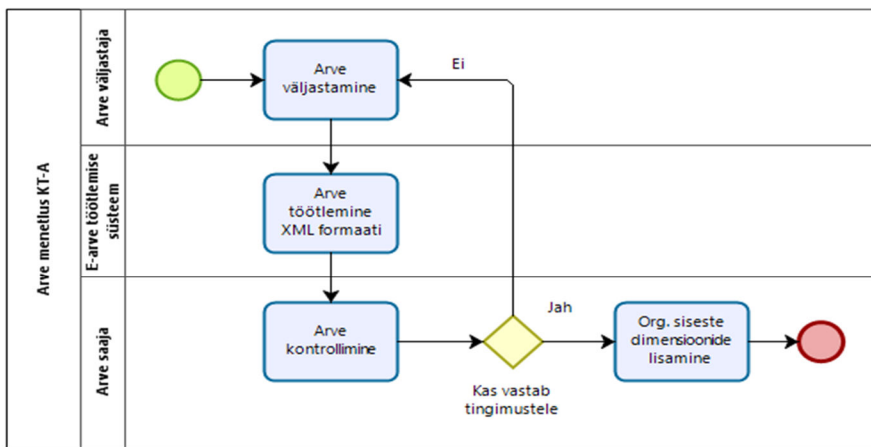 Arve menetlus KT-A
Arve väljastaja
Arve
väljastamine
Ei
E-arve töötlemise
süsteem
Arve
töötlemine
XML formaati
Arve saaja
Arve
kontrollimine
Kas vastab
tingimustele
Jah
Org. siseste
dimensioonide
lisamine